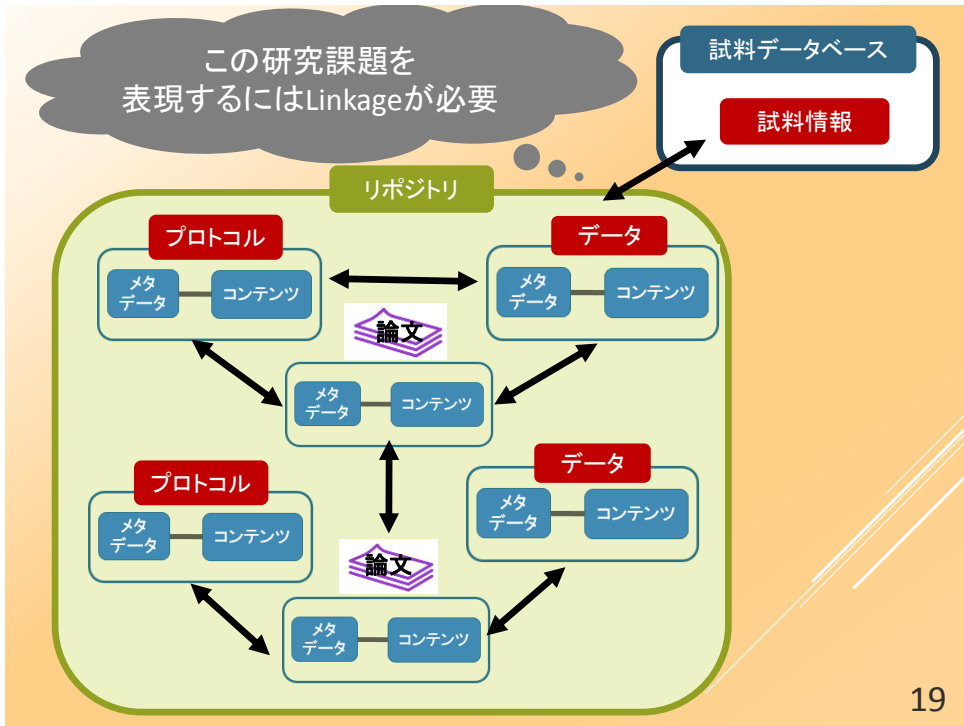 この研究課題を
表現するにはLinkageが必要
試料データベース
試料情報
リポジトリ
プロトコル
メタ
データ
コンテンツ
データ
メタ
データ
コンテンツ
論文
メタ
データ
コンテンツ
プロトコル
メタ
データ
コンテンツ
データ
メタ
データ
コンテンツ
論文
メタ
データ
コンテンツ
19